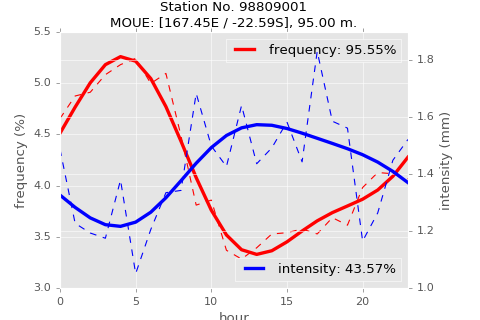 Station No. 98809001
MOUE: [167.45E / -22.59S], 95.00 m.
5.5
5.0
4.5
4.0
3.5
3.0
frequency (%)
frequency: 95.55%
intensity: 43.57%
1.8
1.6
1.4
1.2
1.0
intensity (mm)
0
5
10
15
20
hour